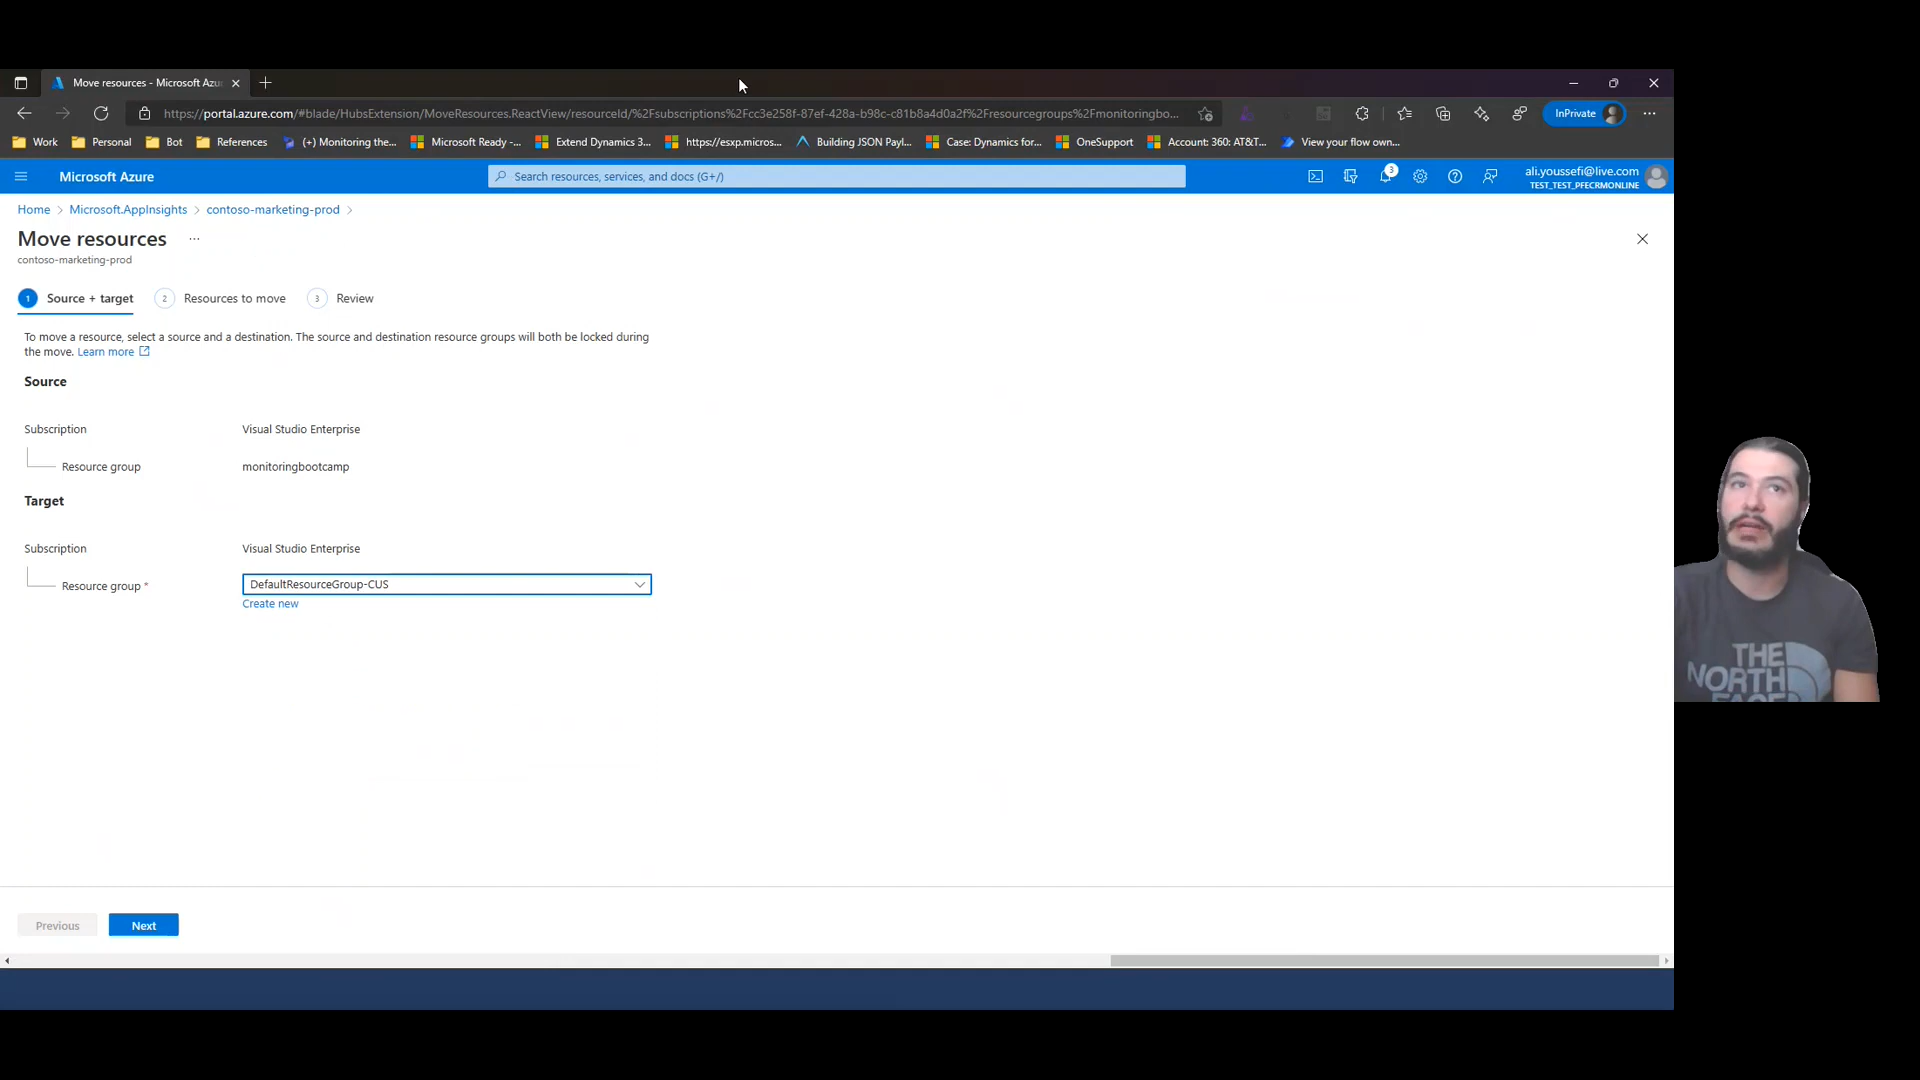 Move resources - Microsoft Azu
https://portal.azure.com/#blade/HubsExtension/MoveResources.ReactView/resourceId/%2Fsubscriptions%2Fcc3e258f-87ef-428a-b98c-c81b8a4d0a2f%2Fresourcegroups%2Fmonitoringbo...
InPrivate
Work Personal Bot References (+) Monitoring the... Microsoft Ready -... Extend Dynamics 3... https://esxp.micros... Building JSON Payl... Case: Dynamics for... OneSupport Account: 360: AT&T... View your flow own...
Microsoft Azure
Search resources, services, and docs (G+/)
3
ali.youssefi@live.com
TEST_TEST_PFECRMONLINE
Home > Microsoft.AppInsights > contoso-marketing-prod >
Move resources ...
contoso-marketing-prod
1 Source + target 2 Resources to move 3 Review
To move a resource, select a source and a destination. The source and destination resource groups will both be locked during
the move. Learn more
Source
Subscription Visual Studio Enterprise
Resource group monitoringbootcamp
Target
Subscription Visual Studio Enterprise
Resource group * DefaultResourceGroup-CUS
Create new
Previous Next
THE
NORTH
FACE